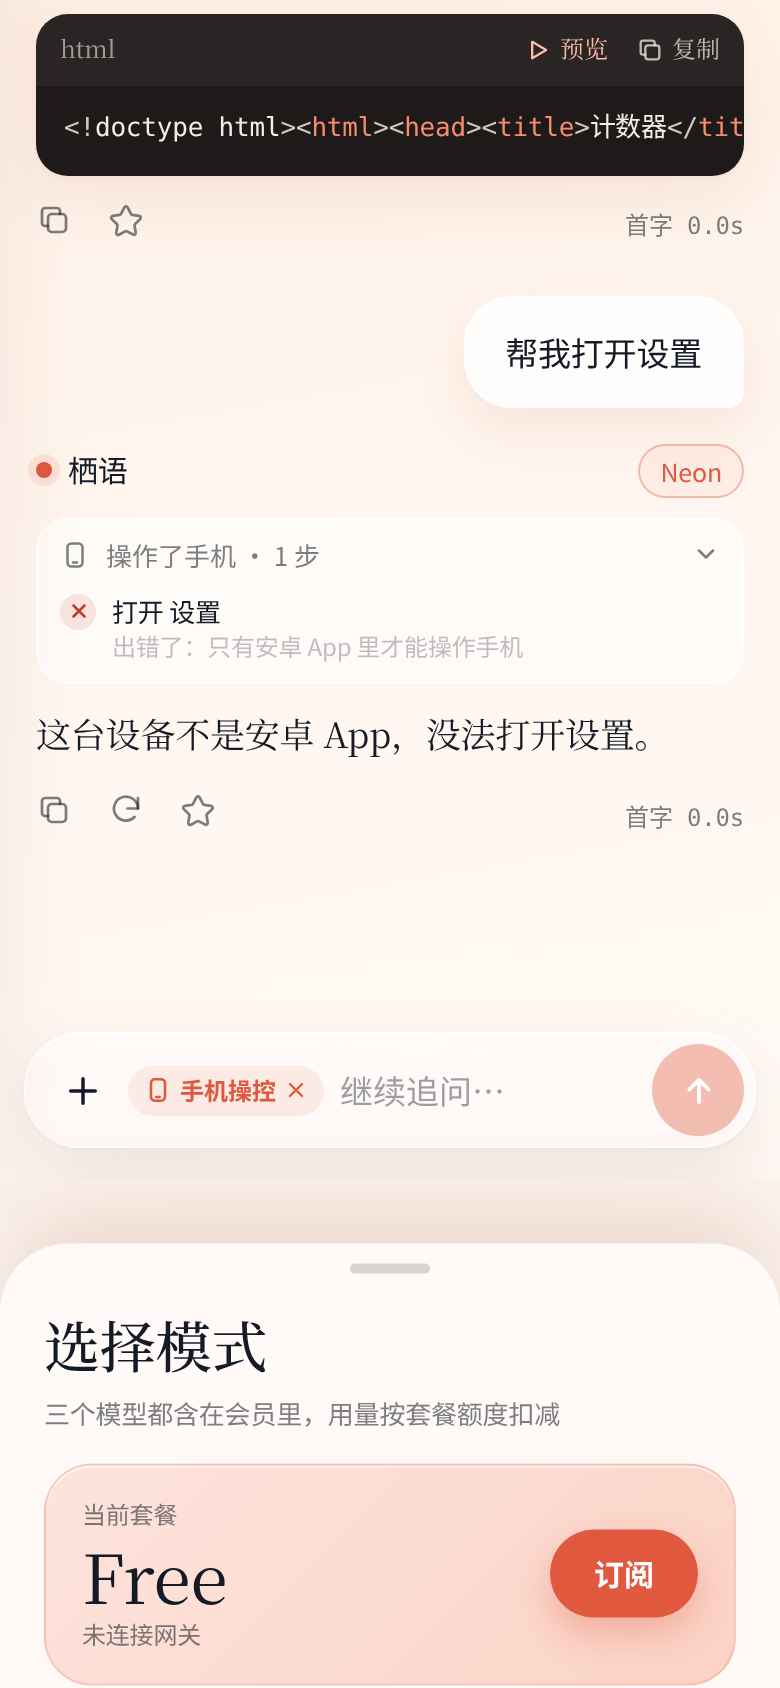 html
预览
复制
<!doctype html><html><head><title>计数器</tit
首字 0.0s
帮我打开设置
栖语
Neon
操作了手机 · 1 步
打开 设置
出错了：只有安卓 App 里才能操作手机
这台设备不是安卓 App，没法打开设置。
首字 0.0s
手机操控
继续追问…
选择模式
三个模型都含在会员里，用量按套餐额度扣减
当前套餐
Free
订阅
未连接网关